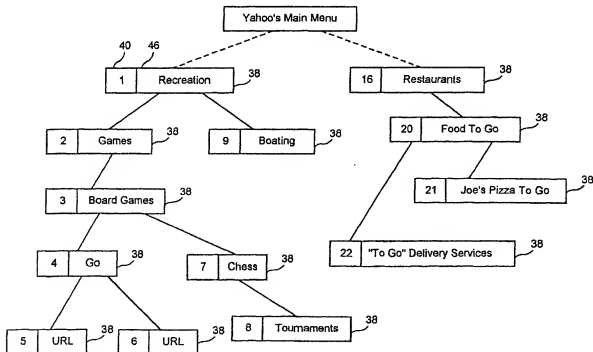 Yahoo's Main Menu
40 46
1 Recreation 38
16 Restaurants 38
2 Games 38
9 Boating 38
20 Food To Go 38
3 Board Games 38
21 Joe's Pizza To Go 38
4 Go 38
7 Chess 38
22 "To Go" Delivery Services 38
5 URL 38
6 URL 38
8 Tournaments 38